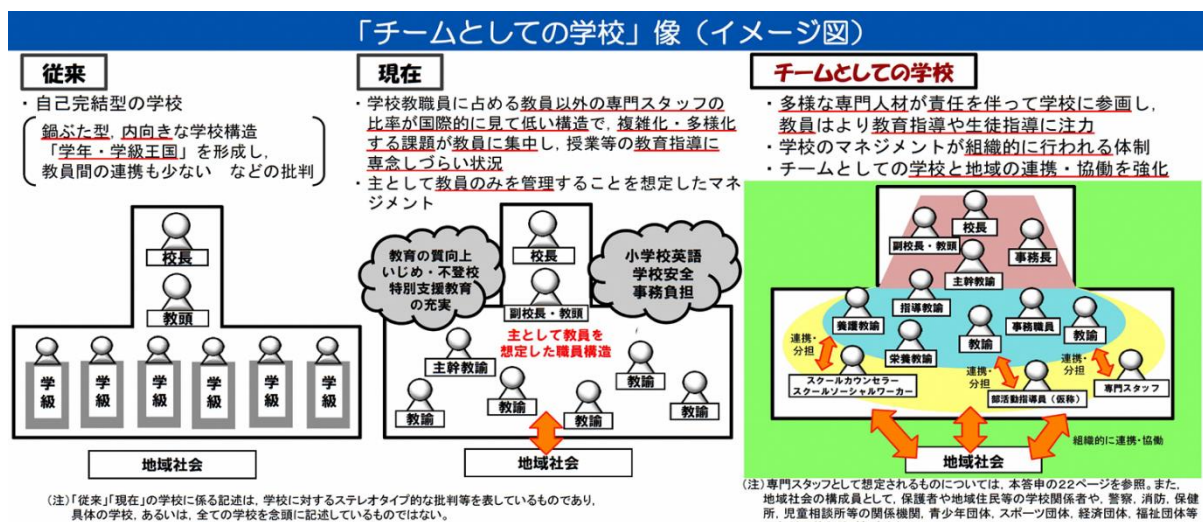 「チームとしての学校」像（イメージ図）
従来
・自己完結型の学校
鍋ぶた型，内向きな学校構造
「学年・学級王国」を形成し，
教員間の連携も少ない　などの批判
校長
教頭
学級
学級
学級
学級
学級
学級
地域社会
現在
・学校教職員に占める教員以外の専門スタッフの
比率が国際的に見て低い構造で，複雑化・多様化
する課題が教員に集中し，授業等の教育指導に
専念しづらい状況
・主として教員のみを管理することを想定したマネ
ジメント
教育の質向上
いじめ・不登校
特別支援教育
の充実
小学校英語
学校安全
事務負担
校長
副校長・教頭
主として教員を
想定した職員構造
主幹教諭
教諭
教諭
教諭
教諭
教諭
地域社会
（注）「従来」「現在」の学校に係る記述は，学校に対するステレオタイプ的な批判等を表しているものであり，
具体の学校，あるいは，全ての学校を念頭に記述しているものではない。
チームとしての学校
・多様な専門人材が責任を伴って学校に参画し，
教員はより教育指導や生徒指導に注力
・学校のマネジメントが組織的に行われる体制
・チームとしての学校と地域の連携・協働を強化
校長
副校長・教頭
事務長
主幹教諭
指導教諭
養護教諭
事務職員
教諭
教諭
栄養教諭
連携・
分担
連携・
分担
連携・
分担
スクールカウンセラー
スクールソーシャルワーカー
部活動指導員（仮称）
専門スタッフ
組織的に連携・協働
地域社会
（注）専門スタッフとして想定されるものについては，本答申の22ページを参照。また，
地域社会の構成員として，保護者や地域住民等の学校関係者や，警察，消防，保健
所，児童相談所等の関係機関，青少年団体，スポーツ団体，経済団体，福祉団体等